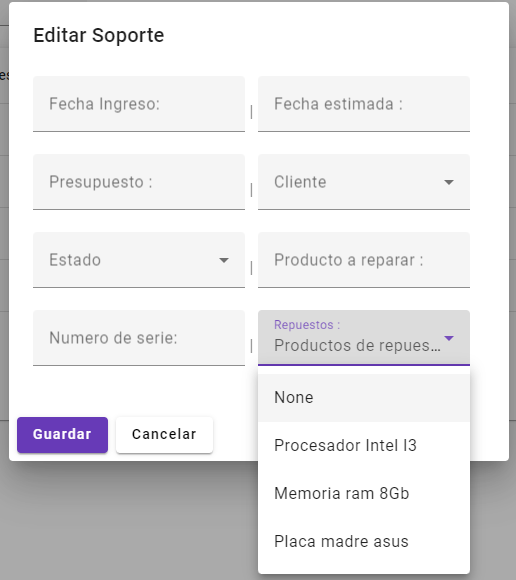 Editar Soporte
es
Fecha Ingreso:
|
Fecha estimada :
Presupuesto :
|
Cliente
Estado
|
Producto a reparar :
Numero de serie:
|
Repuestos :
Productos de repues...
None
Guardar
Cancelar
Procesador Intel I3
Memoria ram 8Gb
Placa madre asus